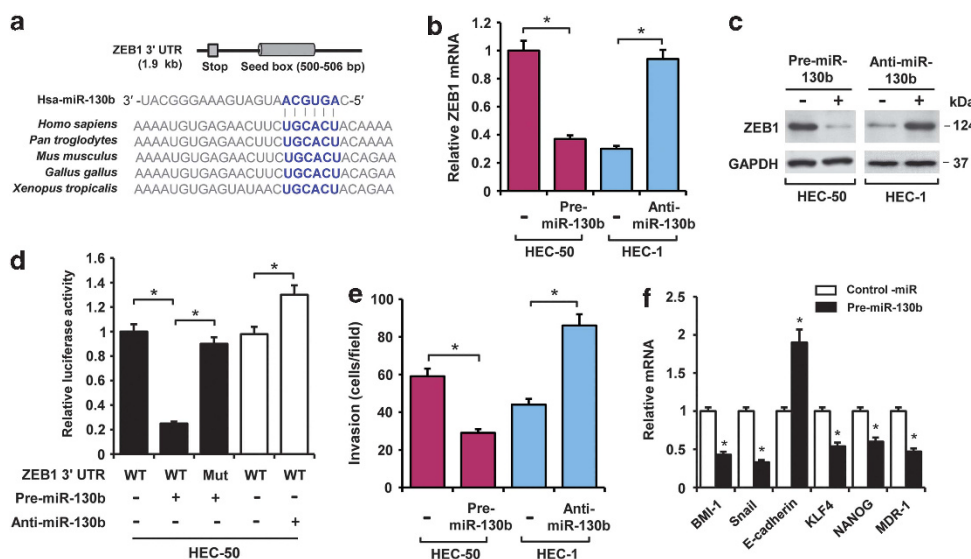 a
ZEB1 3' UTR
(1.9 kb)
Stop
Seed box (500-506 bp)
Hsa-miR-130b
3′ -UACGGGAAAGUAGUAACGUGAC-5′
Homo sapiens
AAAAUGUGAGAACUUCUGCACUACAAAA
Pan troglodytes
AAAAUGUGAGAACUUCUGCACUACAAAA
Mus musculus
AAAAUGUGAGAACUUCUGCACUACAGAA
Gallus gallus
AAAAUGUGAGAACUUCUGCACUACAGAA
Xenopus tropicalis
AAAAUGUGAGUAUAACUGCACUACAGAA
b
Relative ZEB1 mRNA
1.2
1
0.8
0.6
0.4
0.2
0
*
*
-
Pre-
miR-130b
-
Anti-
miR-130b
HEC-50
HEC-1
c
Pre-miR-
130b
Anti-miR-
130b
- + - + kDa
ZEB1
- 124
GAPDH
- 37
HEC-50
HEC-1
d
Relative luciferase activity
1.6
1.4
1.2
1
0.8
0.6
0.4
0.2
0
*
*
*
ZEB1 3' UTR WT WT Mut WT WT
Pre-miR-130b - + + - -
Anti-miR-130b - - - - +
HEC-50
e
Invasion (cells/field)
100
80
60
40
20
0
*
*
-
Pre-
miR-130b
-
Anti-
miR-130b
HEC-50
HEC-1
f
Control -miR
Pre-miR-130b
Relative mRNA
2.5
2
1.5
1
0.5
0
* * * * * *
BMI-1
Snail
E-cadherin
KLF4
NANOG
MDR-1